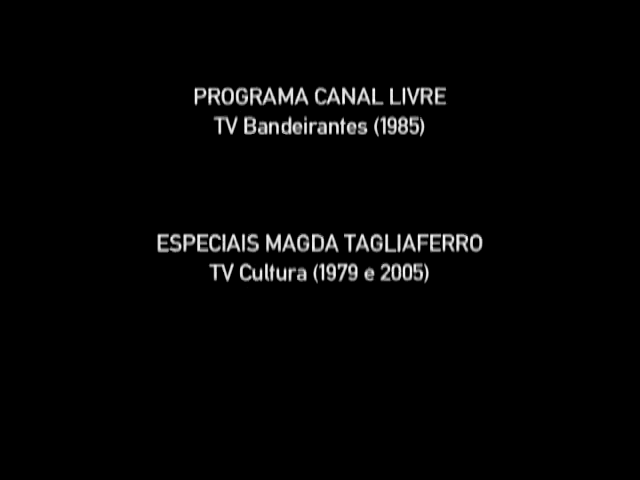 PROGRAMA CANAL LIVRE
TV Bandeirantes (1985)
ESPECIAIS MAGDA TAGLIAFERRO
TV Cultura (1979 e 2005)